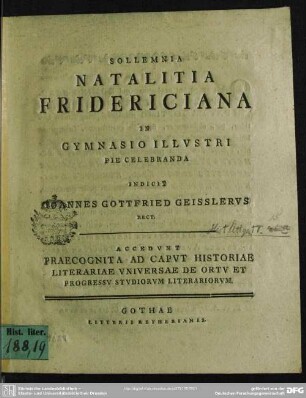 SOLLEMNIA
NATALITIA
FRIDERICIANA
IN
GYMNASIO ILLVSTRI
PIE CELEBRANDA
INDICIT
IOANNES GOTTFRIED GEISSLERVS
RECT.
ACCEDVNT
PRAECOGNITA AD CAPVT HISTORIAE
LITERARIAE VNIVERSAE DE ORTV ET
PROGRESSV STVDIORVM LITERARIORVM.
GOTHAE
LITTERIS REYHERIANIS.
Hist. liter.
188,19
DFG